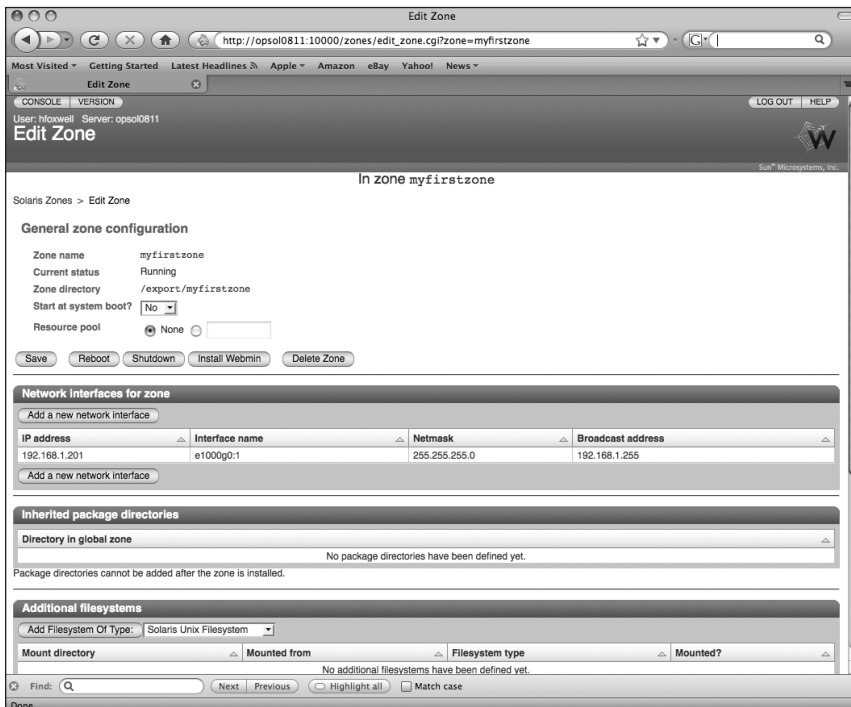 Edit Zone
http://opsol0811:10000/zones/edit_zone.cgi?zone=myfirstzone
G
Most Visited Getting Started Latest Headlines Apple Amazon eBay Yahoo! News
Edit Zone
CONSOLE VERSION LOG OUT HELP
User: hfoxwell Server: opsol0811
Edit Zone
W
Sun™ Microsystems, Inc.
In zone myfirstzone
Solaris Zones > Edit Zone
General zone configuration
Zone name myfirstzone
Current status Running
Zone directory /export/myfirstzone
Start at system boot? No
Resource pool None
Save Reboot Shutdown Install Webmin Delete Zone
Network interfaces for zone
Add a new network interface
IP address Interface name Netmask Broadcast address
192.168.1.201 e1000g0:1 255.255.255.0 192.168.1.255
Add a new network interface
Inherited package directories
Directory in global zone
No package directories have been defined yet.
Package directories cannot be added after the zone is installed.
Additional filesystems
Add Filesystem Of Type: Solaris Unix Filesystem
Mount directory Mounted from Filesystem type Mounted?
No additional filesystems have been defined yet.
Find: Next Previous Highlight all Match case
Done